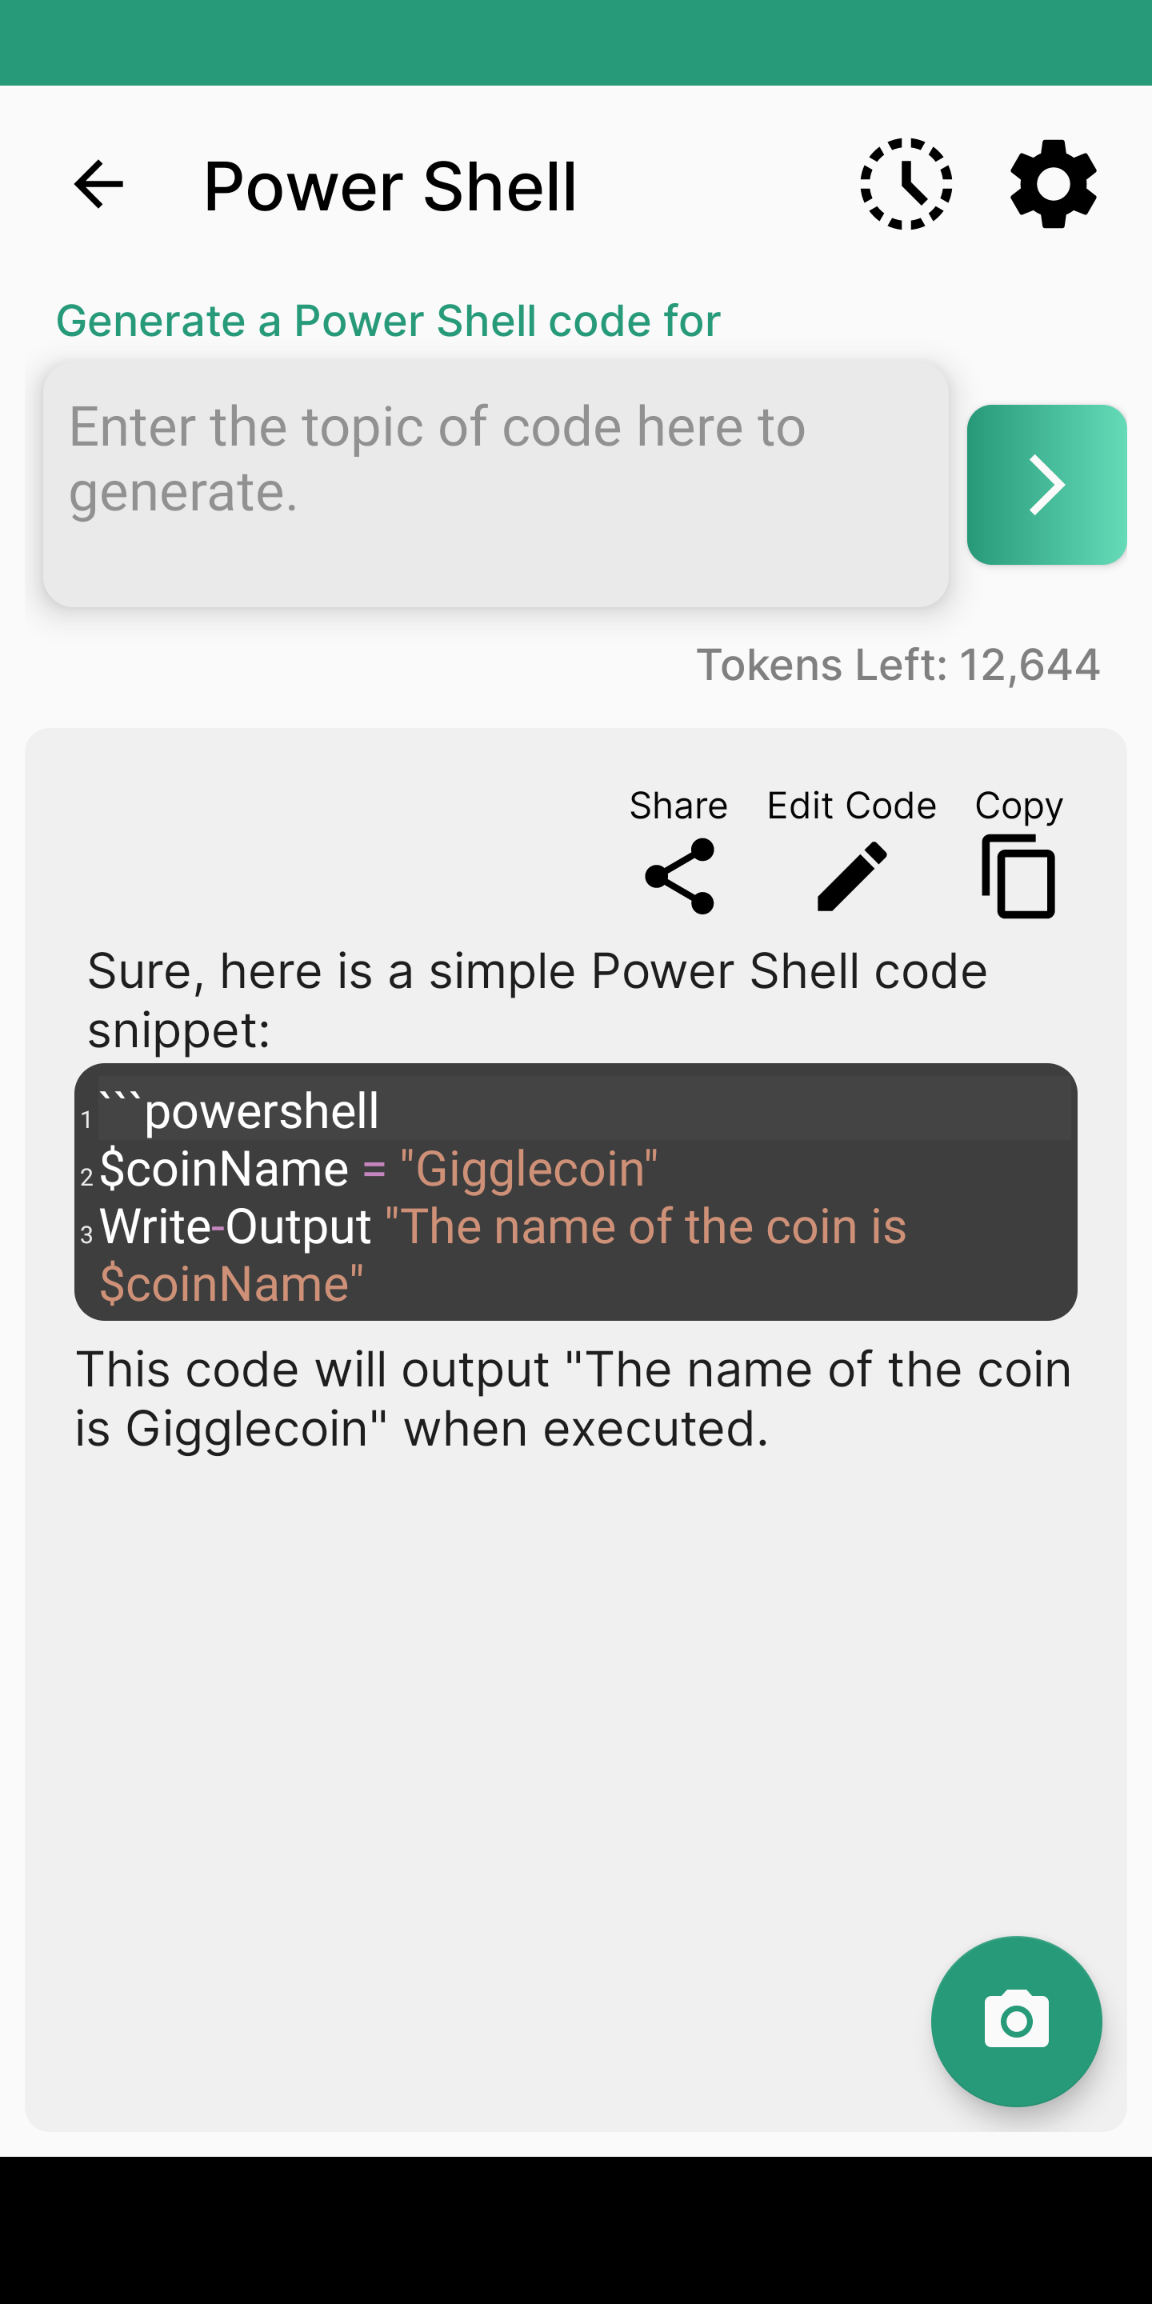 Power Shell
Generate a Power Shell code for
Enter the topic of code here to
generate.
Tokens Left: 12,644
Share Edit Code Copy
Sure, here is a simple Power Shell code
snippet:
1 ```powershell
2 $coinName = "Gigglecoin"
3 Write-Output "The name of the coin is
$coinName"
This code will output "The name of the coin
is Gigglecoin" when executed.